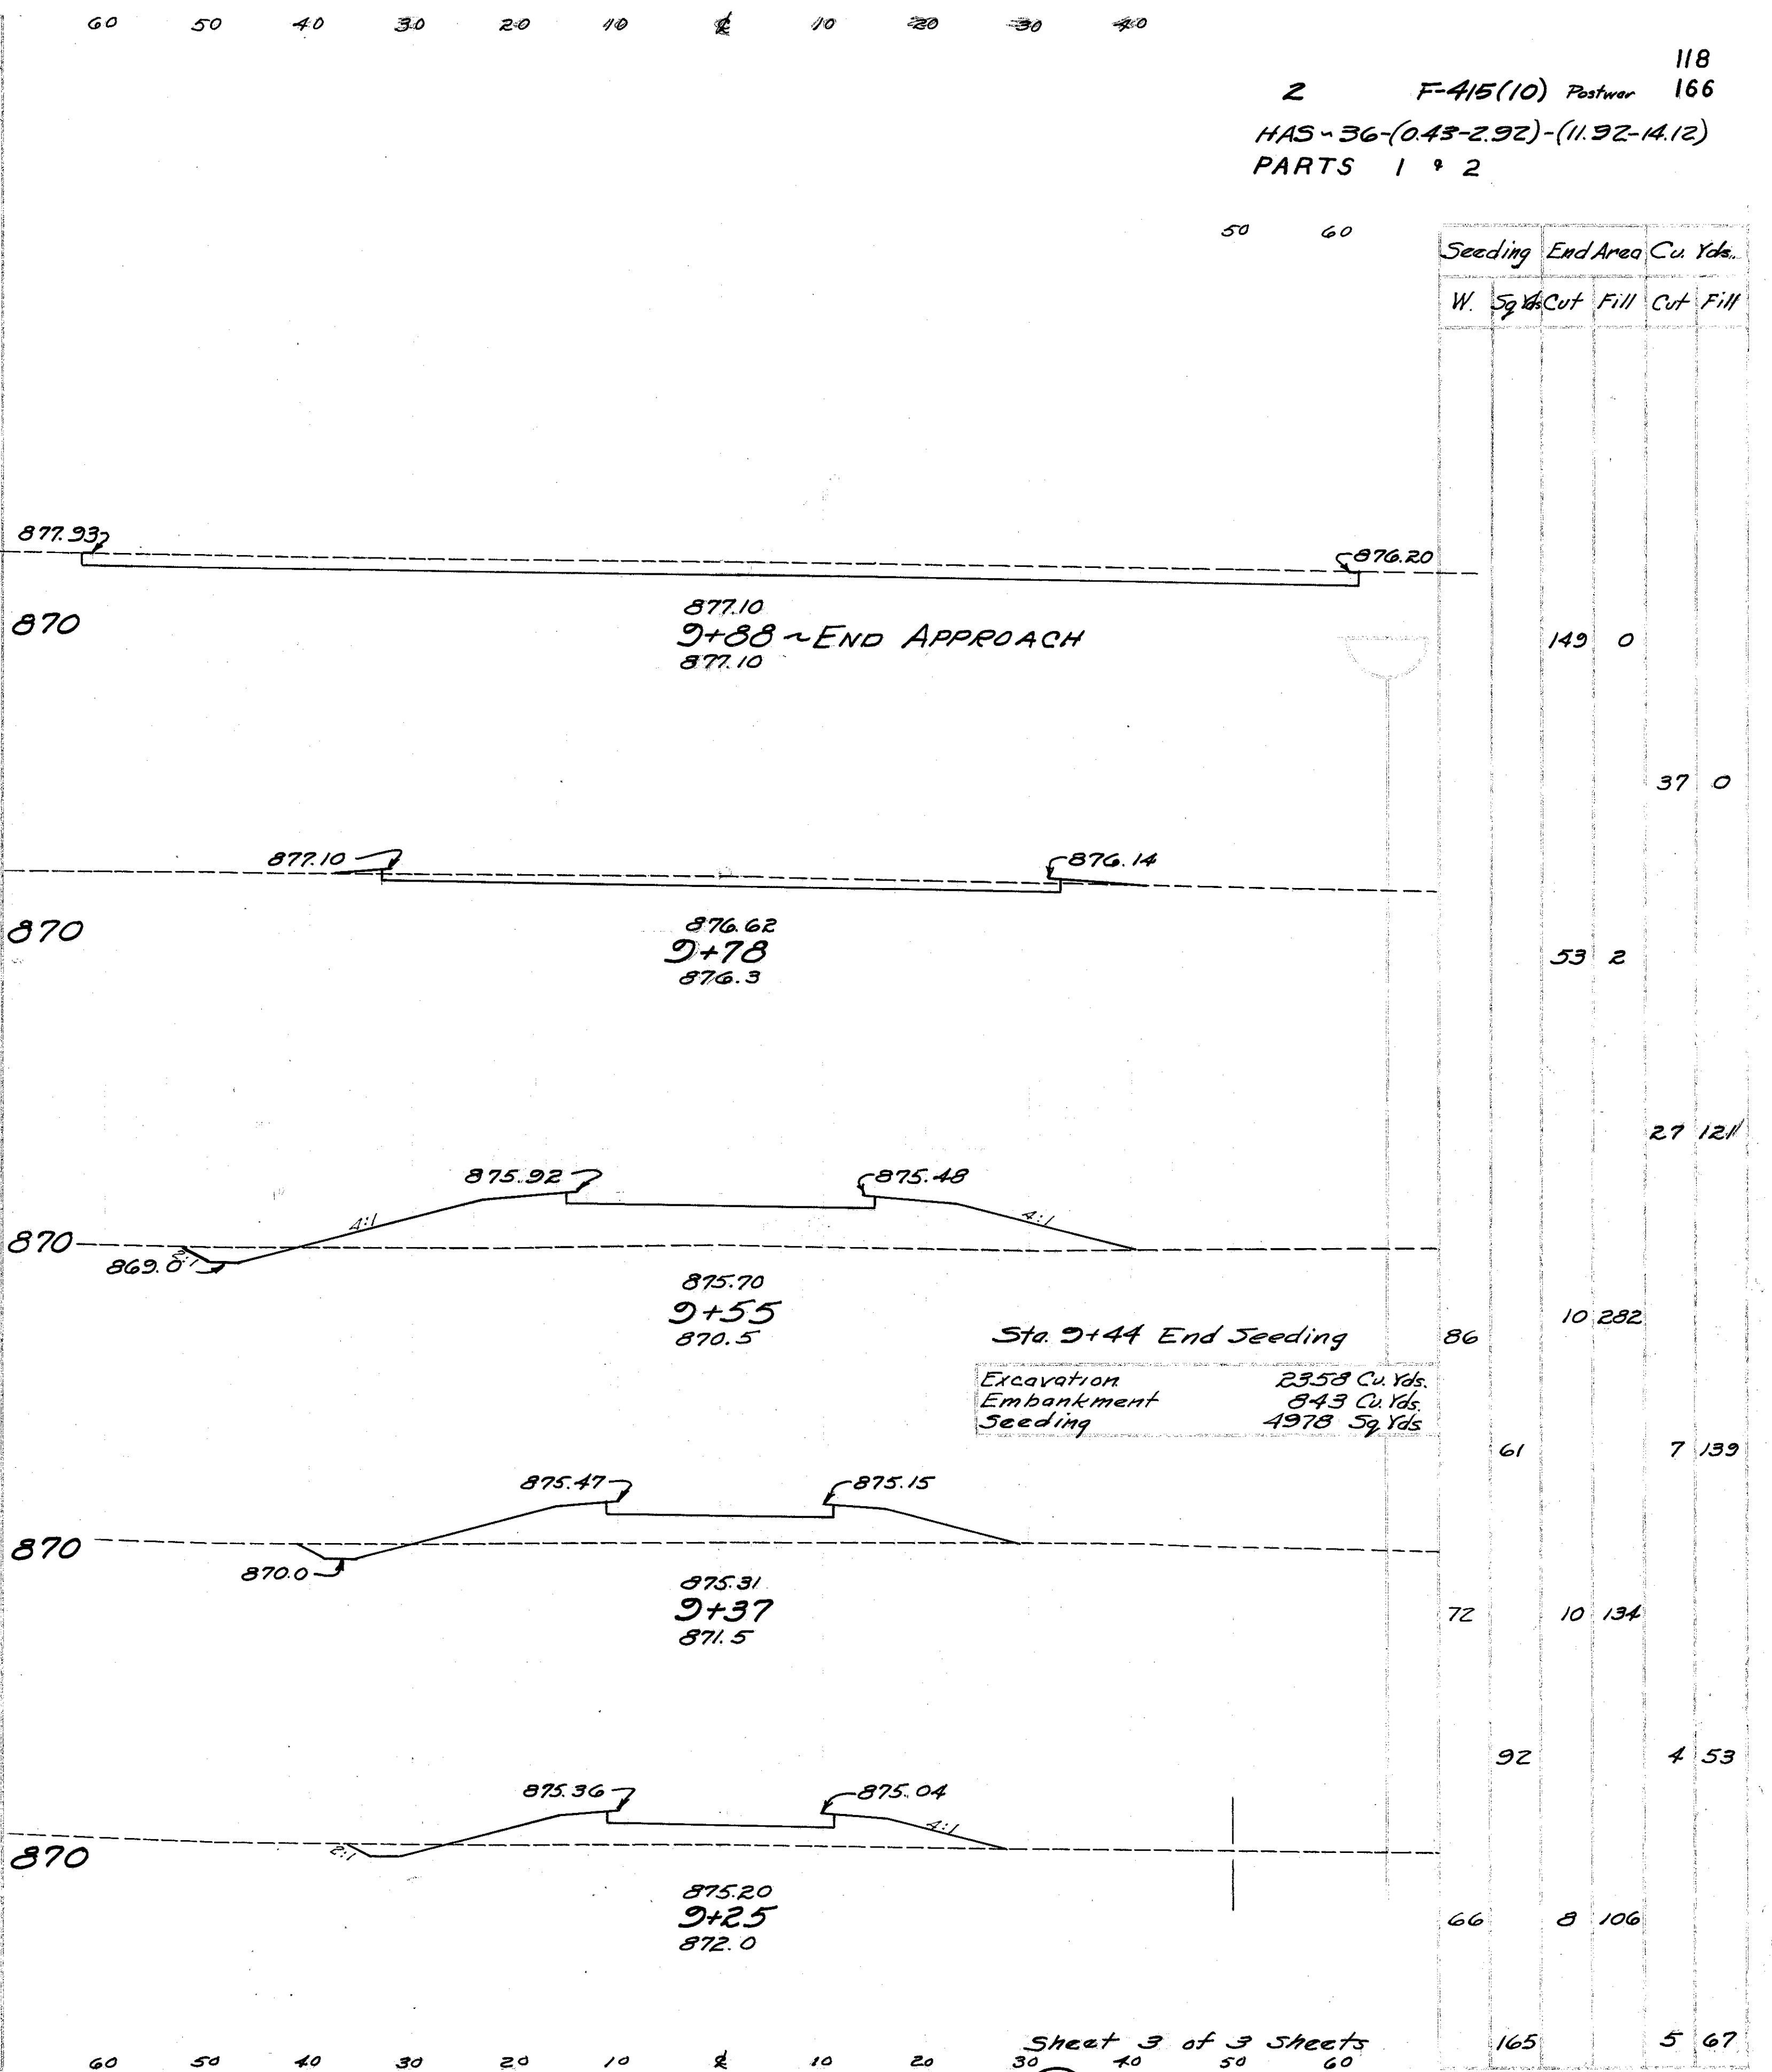 60 50 40 30 20 10 ℄ 10 20 30 40
118
2 F-415(10) Postwar 166
HAS~36-(0.43-2.92)-(11.92-14.12)
PARTS 1 & 2
50 60
Seeding End Area Cu. Yds.
W. Sq Yds Cut Fill Cut Fill
877.93
876.20
877.10
870
9+88 ~ END APPROACH
149 0
877.10
37 0
877.10
876.14
876.62
870
9+78
53 2
876.3
27 121
875.92
875.48
4:1
4:1
870
2:1
869.0
875.70
9+55
10 282
870.5
Sta. 9+44 End Seeding
86
Excavation 2358 Cu. Yds.
Embankment 843 Cu. Yds.
Seeding 4978 Sq. Yds
61 7 139
875.47
875.15
870
870.0
875.31
9+37
72 10 134
871.5
92 4 53
875.36
875.04
4:1
2:1
870
875.20
9+25
66 8 106
872.0
Sheet 3 of 3 Sheets
165 5 67
60 50 40 30 20 10 ℄ 10 20 30 40 50 60